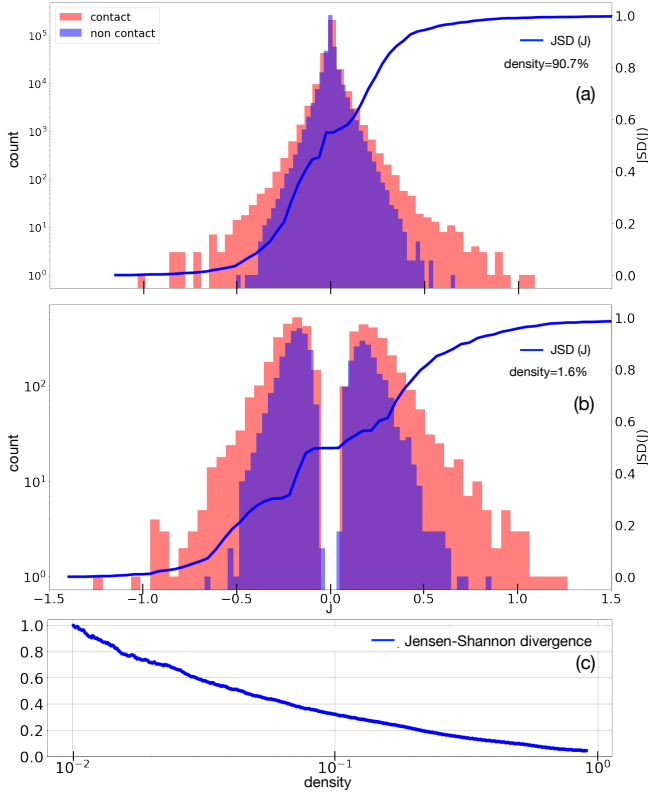 contact
non contact
JSD (J)
density=90.7%
(a)
count
10^5
10^4
10^3
10^2
10^1
10^0
1.0
0.8
0.6
0.4
0.2
0.0
JSD(J)
JSD (J)
density=1.6%
(b)
count
10^2
10^1
10^0
1.0
0.8
0.6
0.4
0.2
0.0
JSD(J)
−1.5
−1.0
−0.5
0.0
0.5
1.0
1.5
J
Jensen-Shannon divergence
(c)
1.0
0.8
0.6
0.4
0.2
0.0
10^−2
10^−1
10^0
density